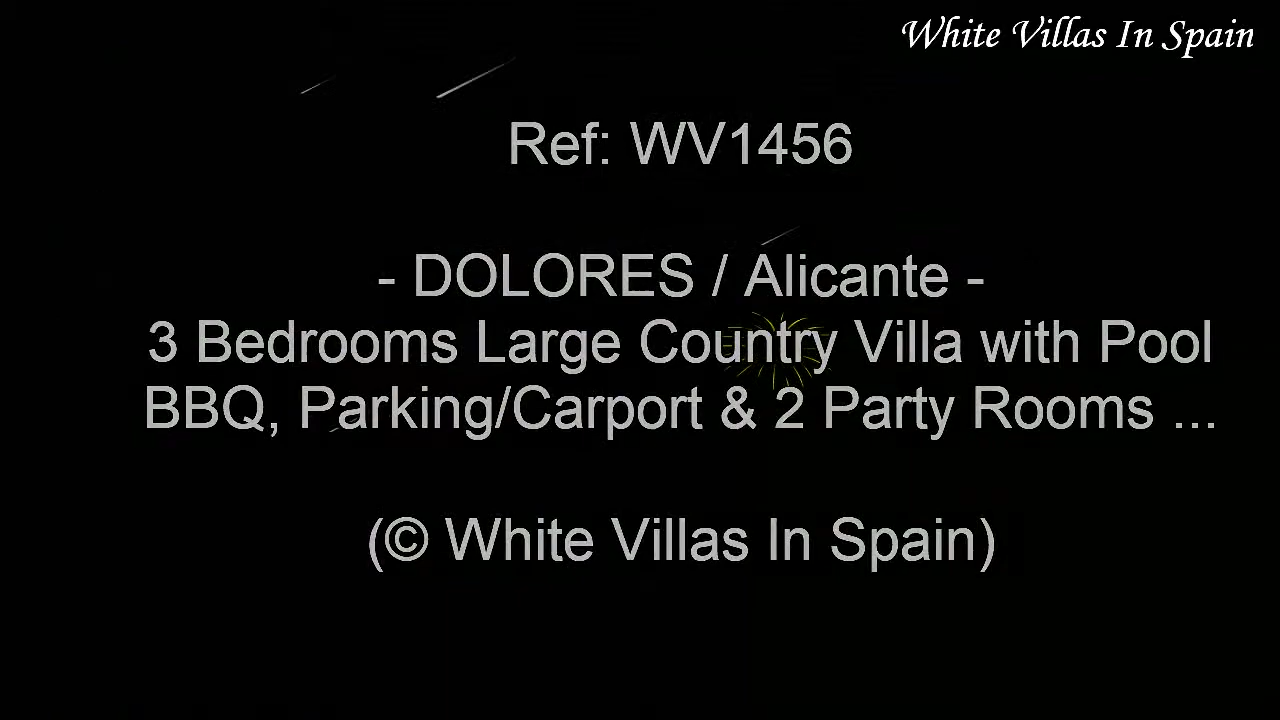 White Villas In Spain
Ref: WV1456
- DOLORES / Alicante -
3 Bedrooms Large Country Villa with Pool
BBQ, Parking/Carport & 2 Party Rooms ...
(© White Villas In Spain)